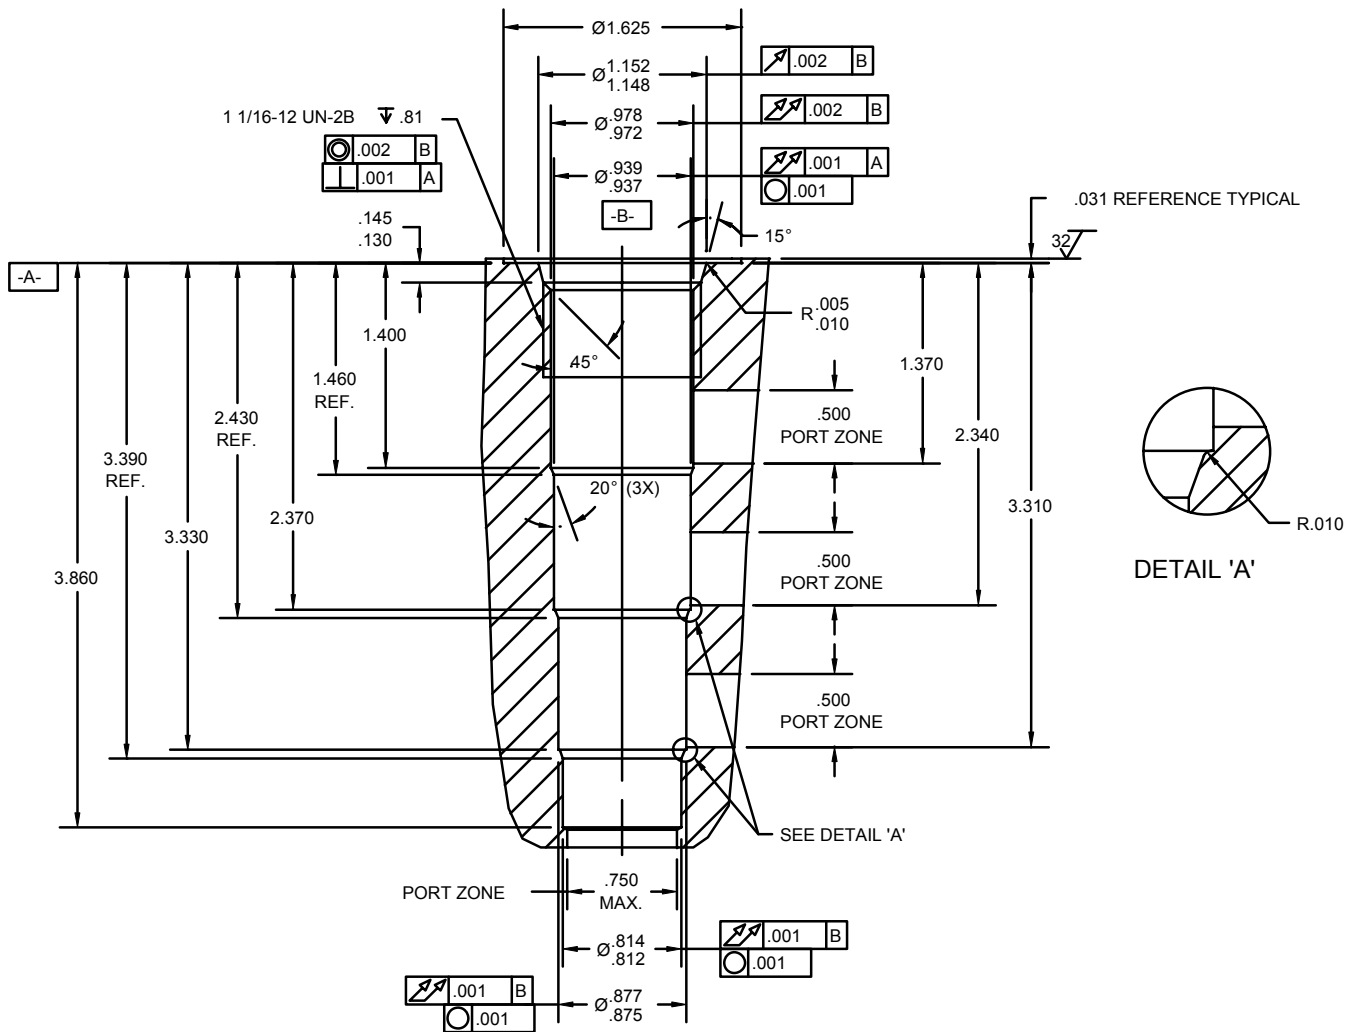 Ø1.625
Ø1.152
1.148
.002 B
1 1/16-12 UN-2B ↧ .81
Ø.978
.972
.002 B
.002 B
.001 A
Ø.939
.937
.001 A
.001
-B-
.031 REFERENCE TYPICAL
.145
.130
15°
32
-A-
R.005
.010
1.400
45°
1.370
1.460
REF.
2.430
REF.
.500
PORT ZONE
2.340
3.390
REF.
20° (3X)
2.370
3.310
3.330
R.010
3.860
.500
PORT ZONE
DETAIL 'A'
.500
PORT ZONE
SEE DETAIL 'A'
PORT ZONE
.750
MAX.
Ø.814
.812
.001 B
.001
.001 B
.001
Ø.877
.875